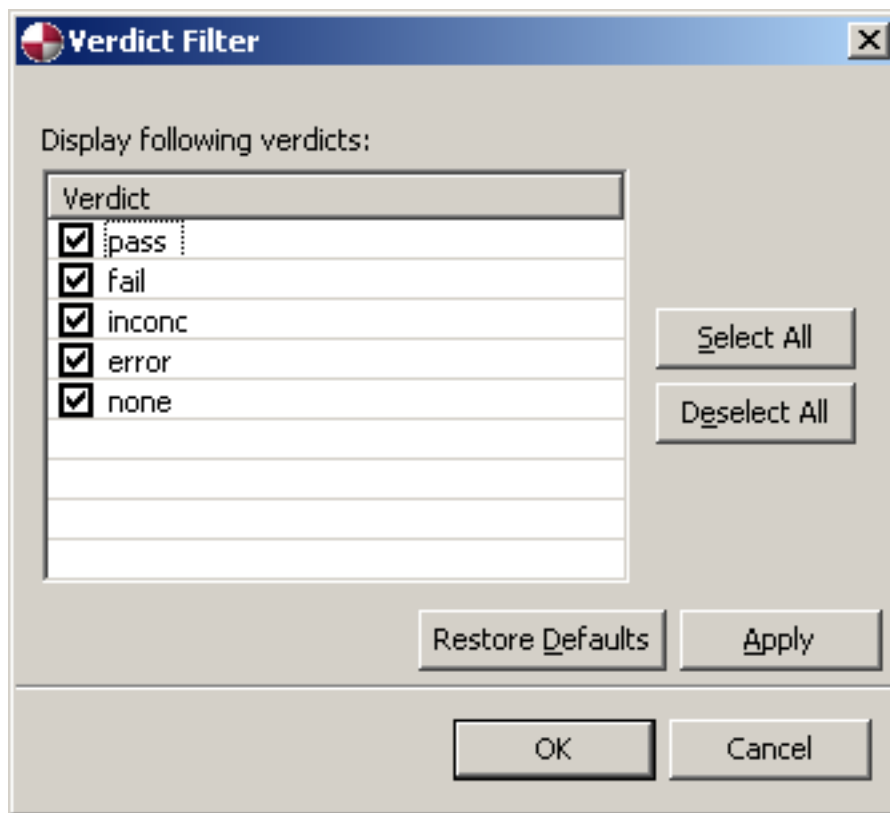 Verdict Filter
Display following verdicts:
Verdict
pass
fail
inconc
error
none
Select All
Deselect All
Restore Defaults
Apply
OK
Cancel